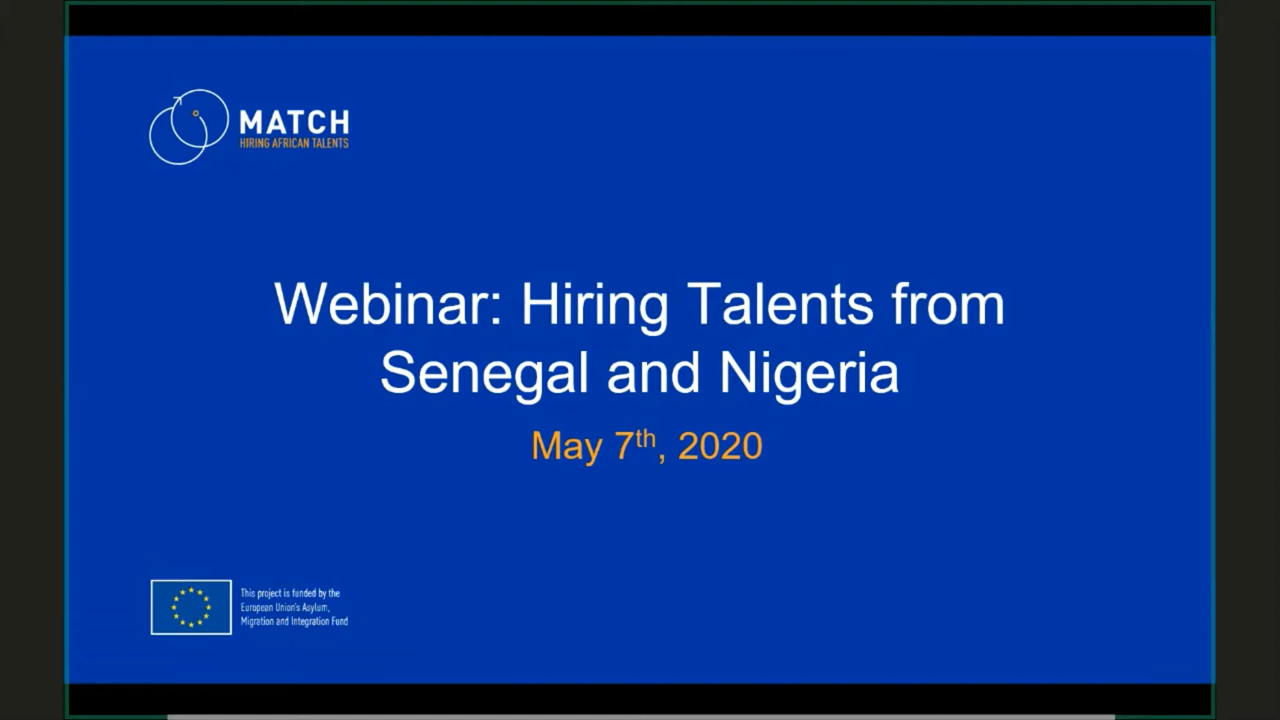 MATCH
HIRING AFRICAN TALENTS
Webinar: Hiring Talents from
Senegal and Nigeria
May 7th, 2020
This project is funded by the
European Union's Asylum,
Migration and Integration Fund